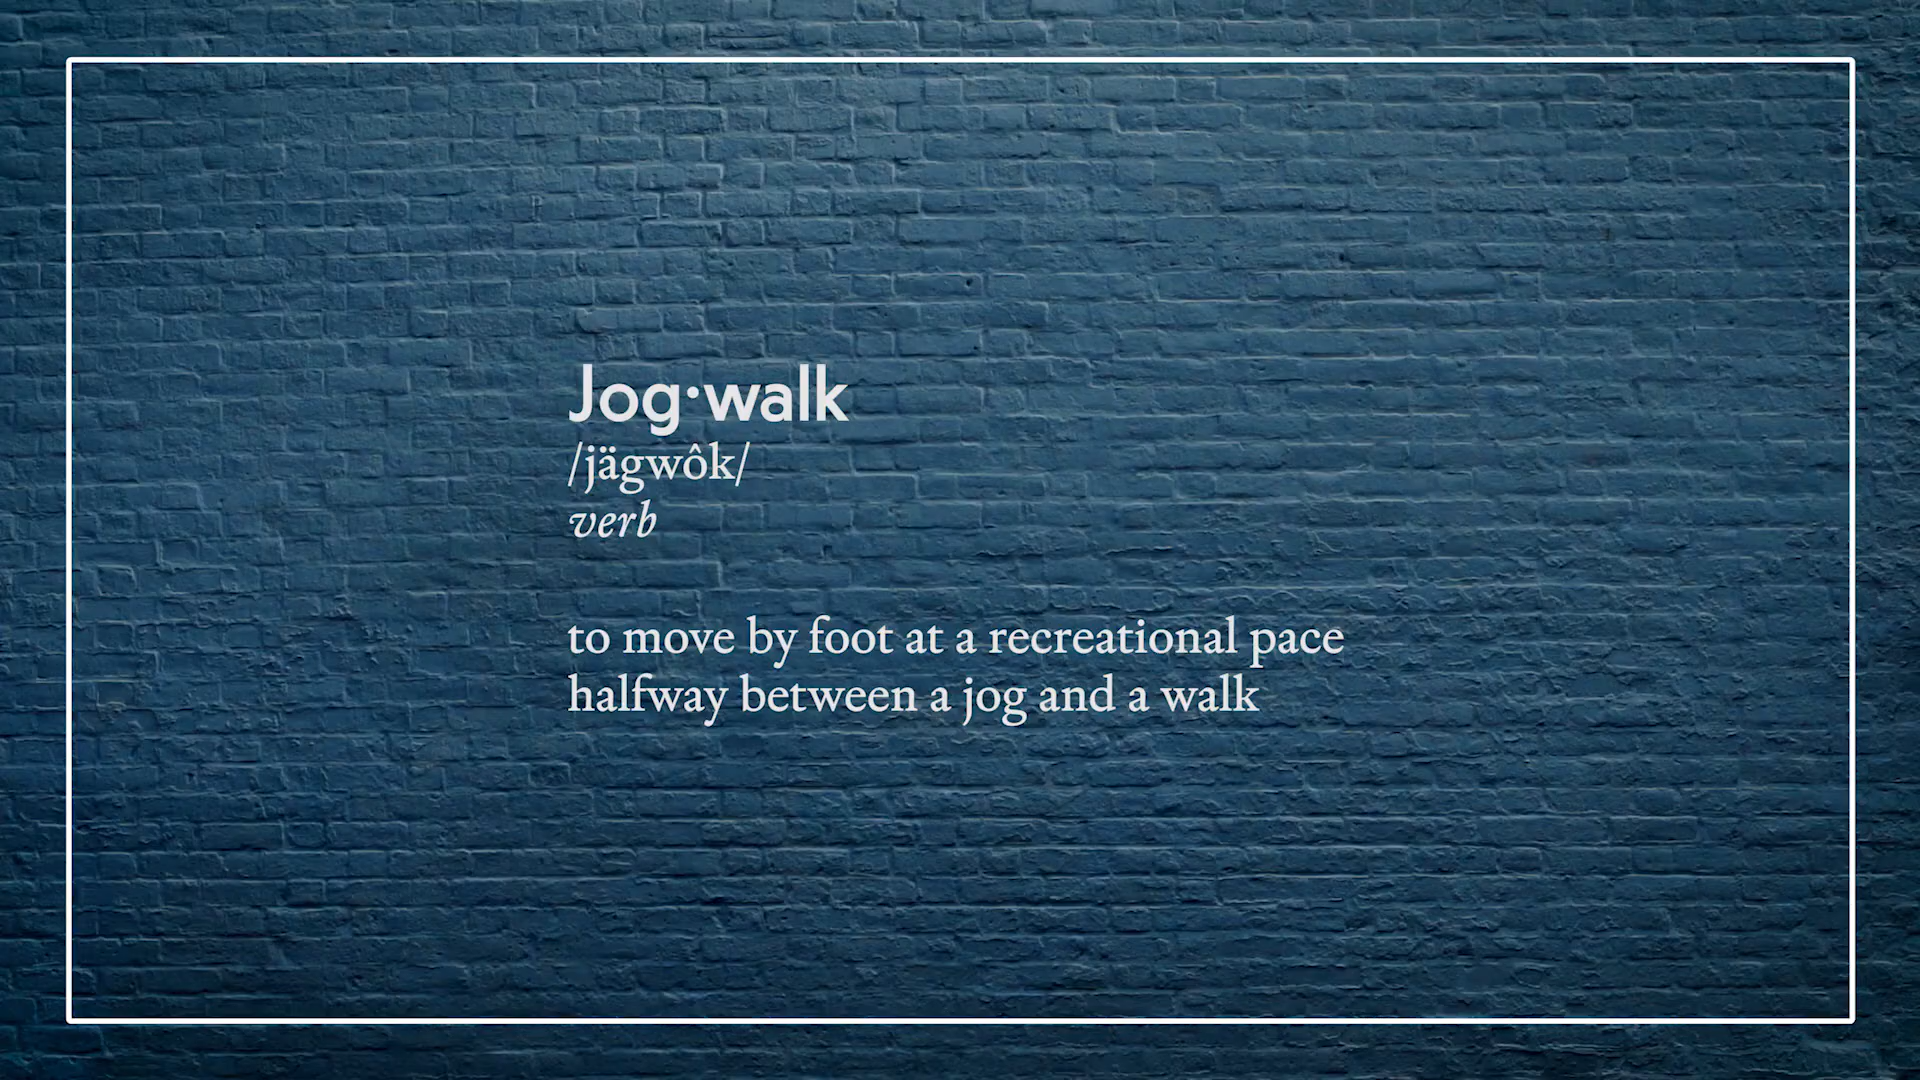 Jog·walk
/jägwôk/
verb
to move by foot at a recreational pace
halfway between a jog and a walk